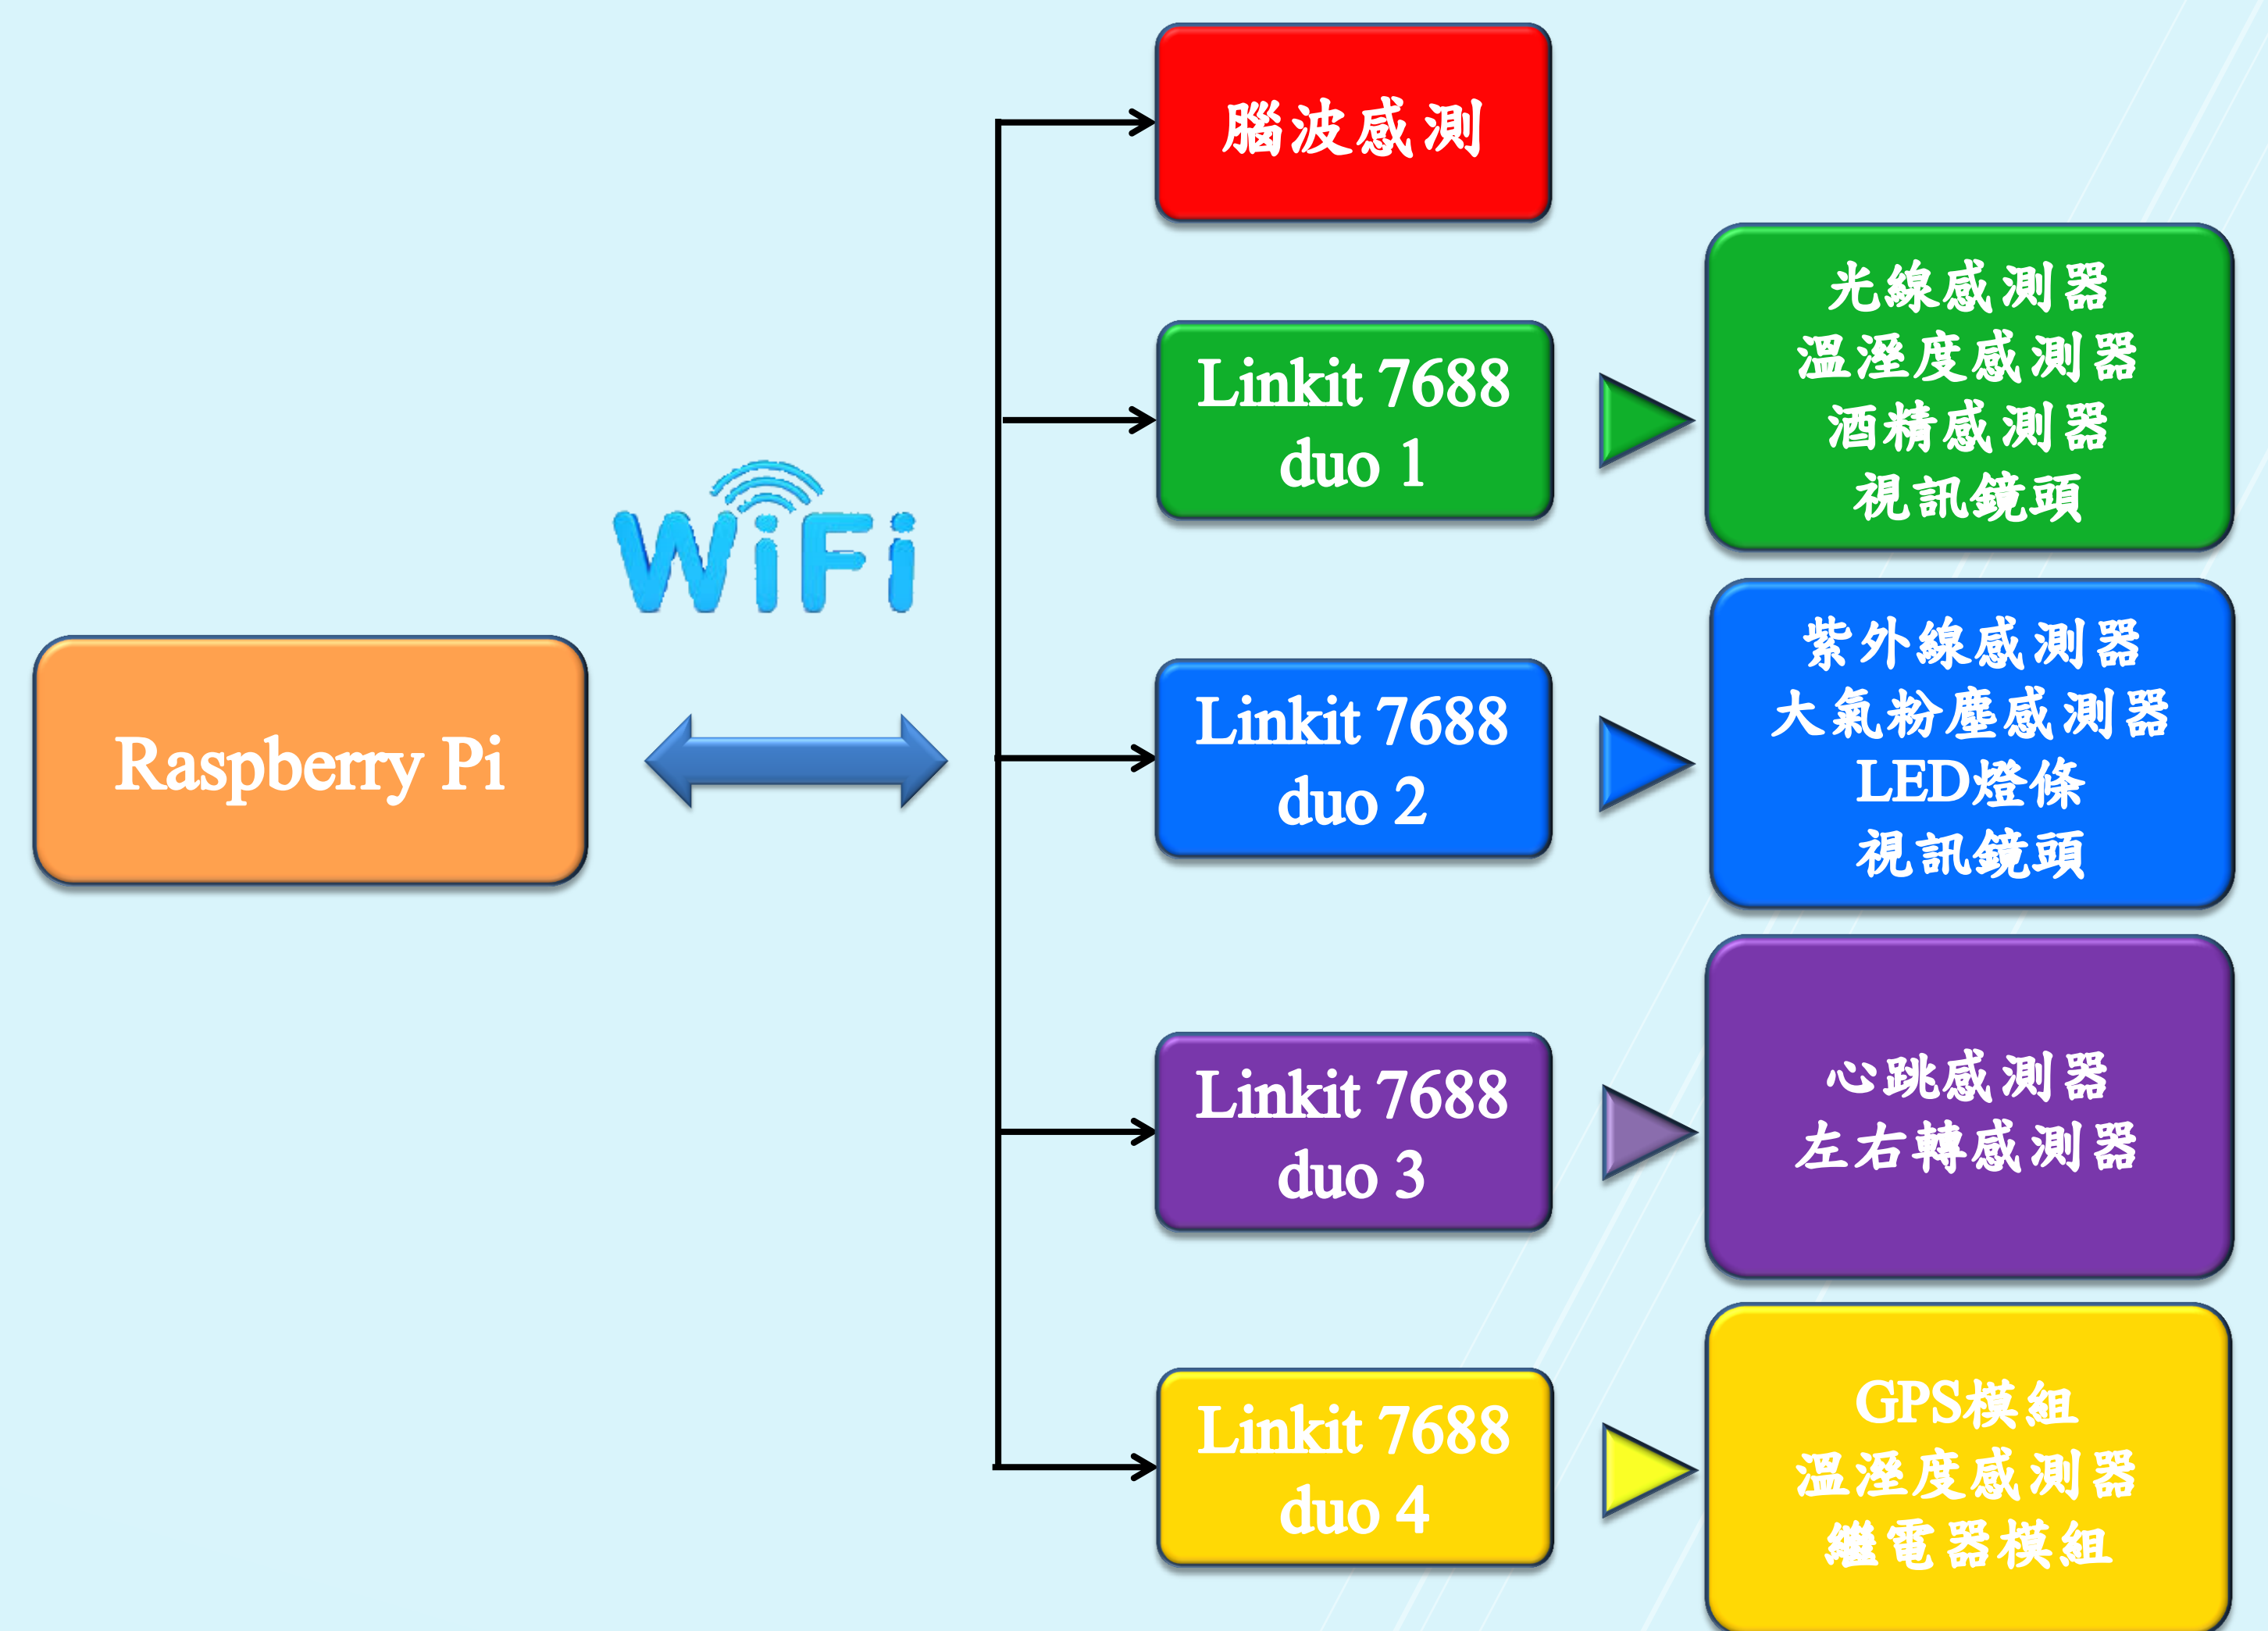 腦波感測
Linkit 7688
duo 1
光線感測器
溫溼度感測器
酒精感測器
視訊鏡頭
WiFi
Raspberry Pi
Linkit 7688
duo 2
紫外線感測器
大氣粉塵感測器
LED燈條
視訊鏡頭
Linkit 7688
duo 3
心跳感測器
左右轉感測器
Linkit 7688
duo 4
GPS模組
溫溼度感測器
繼電器模組